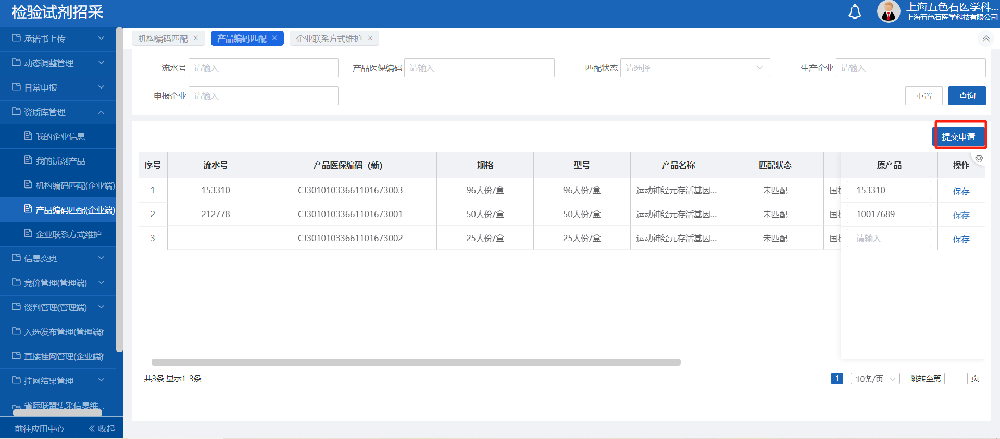 检验试剂招采
上海五色石医学科...
上海五色石医学科技有限公司
承诺书上传
动态调整管理
日常申报
资质库管理
我的企业信息
我的试剂产品
机构编码匹配(企业端)
产品编码匹配(企业端)
企业联系方式维护
信息变更
竞价管理(管理端)
谈判管理(管理端)
入选发布管理(管理端)
直接挂网管理(企业端)
挂网结果管理
省际联盟集采信息维
前往应用中心 收起
机构编码匹配 产品编码匹配 企业联系方式维护
流水号 请输入 产品医保编码 请输入 匹配状态 请选择 生产企业 请输入
申报企业 请输入 重置 查询
提交申请
序号 流水号 产品医保编码（新） 规格 型号 产品名称 匹配状态 原产品 操作
1 153310 CJ30101033661101673003 96人份/盒 96人份/盒 运动神经元存活基因... 未匹配 国 153310 保存
2 212778 CJ30101033661101673001 50人份/盒 50人份/盒 运动神经元存活基因... 未匹配 国 10017689 保存
3 CJ30101033661101673002 25人份/盒 25人份/盒 运动神经元存活基因... 未匹配 国 请输入 保存
共3条 显示1-3条 1 10条/页 跳转至第 页